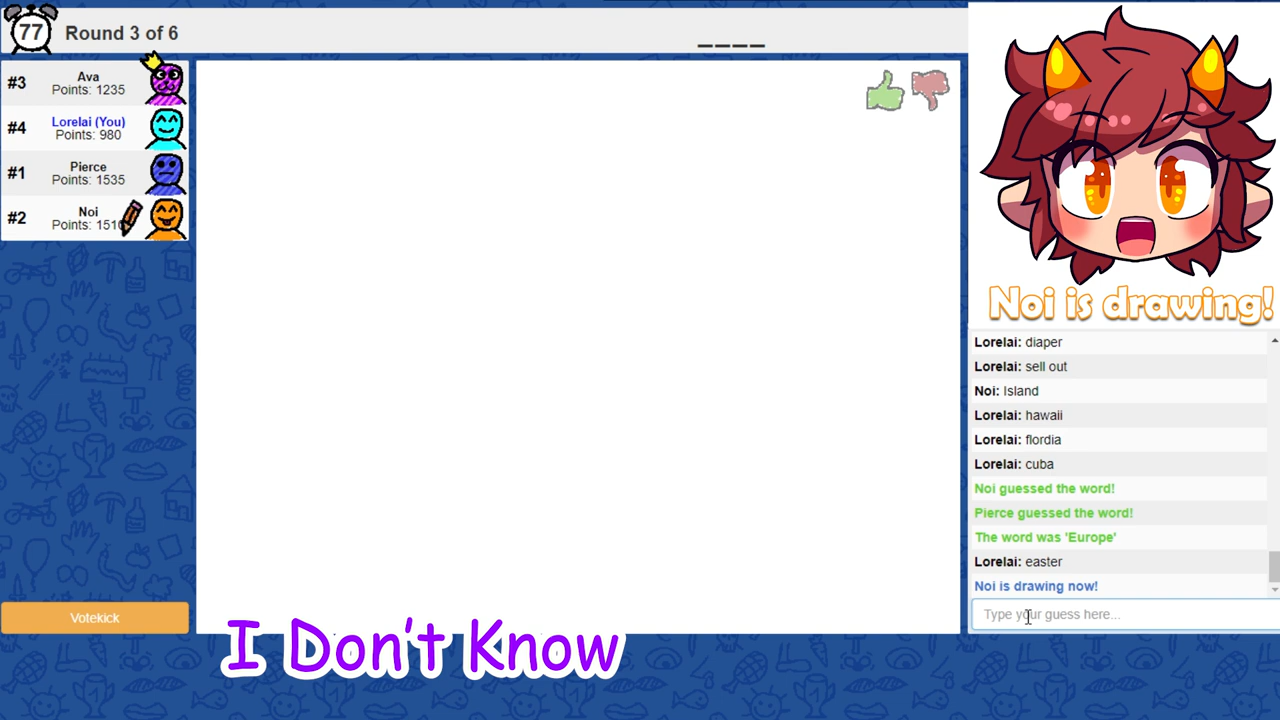 77
Round 3 of 6
_ _ _ _
#3
Ava
Points: 1235
#4
Lorelai (You)
Points: 980
#1
Pierce
Points: 1535
#2
Noi
Points: 1510
Votekick
I Don't Know
Noi is drawing!
Lorelai: diaper
Lorelai: sell out
Noi: Island
Lorelai: hawaii
Lorelai: flordia
Lorelai: cuba
Noi guessed the word!
Pierce guessed the word!
The word was 'Europe'
Lorelai: easter
Noi is drawing now!
Type your guess here...